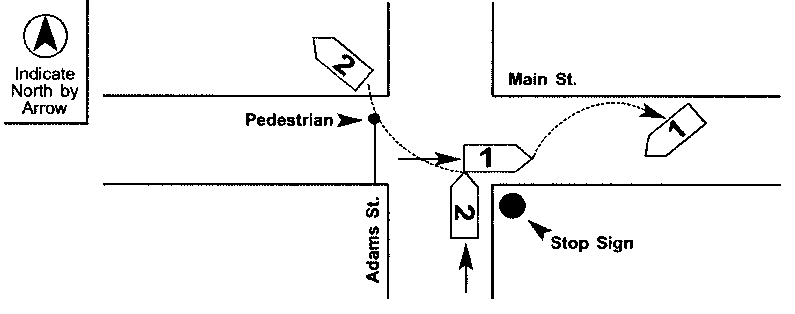 Indicate
North by
Arrow
2
Main St.
Pedestrian
1
1
2
Adams St.
Stop Sign